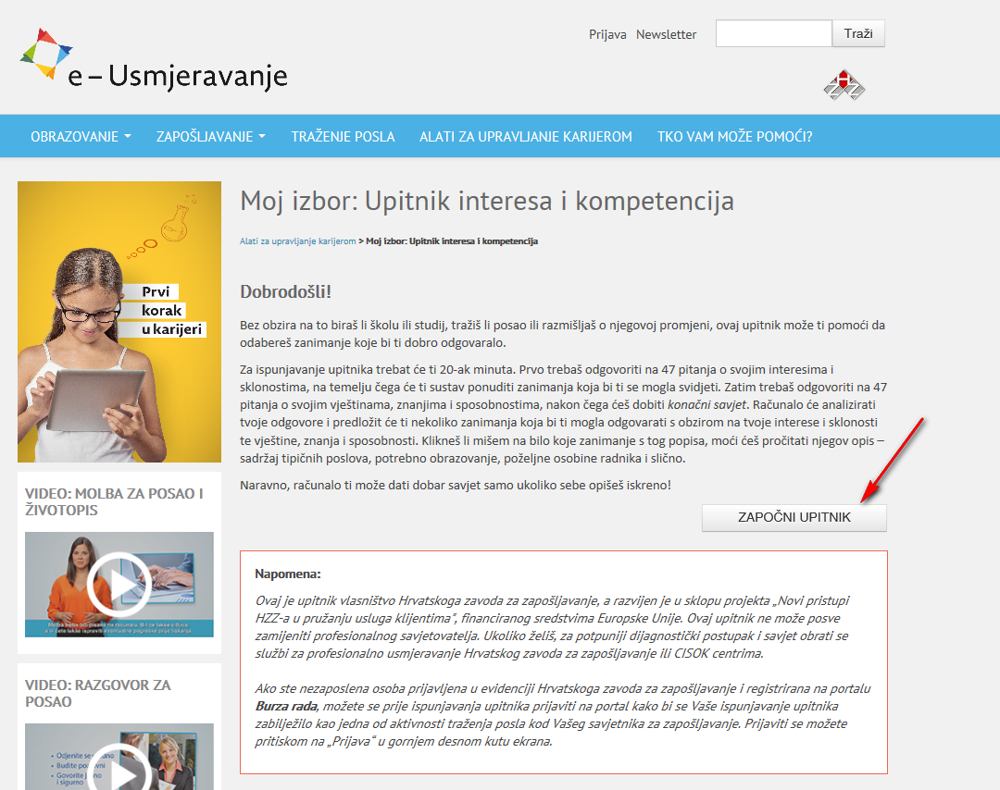 Prijava Newsletter
Traži
e – Usmjeravanje
HZZ
OBRAZOVANJE ZAPOŠLJAVANJE TRAŽENJE POSLA ALATI ZA UPRAVLJANJE KARIJEROM TKO VAM MOŽE POMOĆI?
Prvi
korak
u karijeri
VIDEO: MOLBA ZA POSAO I
ŽIVOTOPIS
VIDEO: RAZGOVOR ZA
POSAO
Moj izbor: Upitnik interesa i kompetencija
Alati za upravljanje karijerom > Moj izbor: Upitnik interesa i kompetencija
Dobrodošli!
Bez obzira na to biraš li školu ili studij, tražiš li posao ili razmišljaš o njegovoj promjeni, ovaj upitnik može ti pomoći da
odabereš zanimanje koje bi ti dobro odgovaralo.
Za ispunjavanje upitnika trebat će ti 20-ak minuta. Prvo trebaš odgovoriti na 47 pitanja o svojim interesima i
sklonostima, na temelju čega će ti sustav ponuditi zanimanja koja bi ti se mogla svidjeti. Zatim trebaš odgovoriti na 47
pitanja o svojim vještinama, znanjima i sposobnostima, nakon čega ćeš dobiti konačni savjet. Računalo će analizirati
tvoje odgovore i predložit će ti nekoliko zanimanja koja bi ti mogla odgovarati s obzirom na tvoje interese i sklonosti
te vještine, znanja i sposobnosti. Klikneš li mišem na bilo koje zanimanje s tog popisa, moći ćeš pročitati njegov opis –
sadržaj tipičnih poslova, potrebno obrazovanje, poželjne osobine radnika i slično.
Naravno, računalo ti može dati dobar savjet samo ukoliko sebe opišeš iskreno!
ZAPOČNI UPITNIK
Napomena:
Ovaj je upitnik vlasništvo Hrvatskoga zavoda za zapošljavanje, a razvijen je u sklopu projekta „Novi pristupi
HZZ-a u pružanju usluga klijentima", financiranog sredstvima Europske Unije. Ovaj upitnik ne može posve
zamijeniti profesionalnog savjetovatelja. Ukoliko želiš, za potpuniji dijagnostički postupak i savjet obrati se
službi za profesionalno usmjeravanje Hrvatskog zavoda za zapošljavanje ili CISOK centrima.
Ako ste nezaposlena osoba prijavljena u evidenciji Hrvatskoga zavoda za zapošljavanje i registrirana na portalu
Burza rada, možete se prije ispunjavanja upitnika prijaviti na portal kako bi se Vaše ispunjavanje upitnika
zabilježilo kao jedna od aktivnosti traženja posla kod Vašeg savjetnika za zapošljavanje. Prijaviti se možete
pritiskom na „Prijava“ u gornjem desnom kutu ekrana.